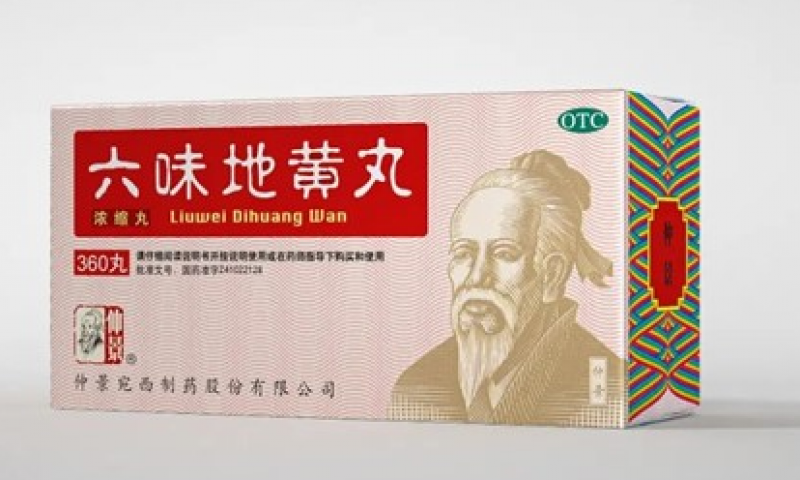 OTC
六味地黄丸
浓缩丸 Liuwei Dihuang Wan
360丸
请仔细阅读说明书并按说明使用或在药师指导下购买和使用
批准文号：国药准字Z41022128
仲景®
仲景宛西制药股份有限公司
仲景
仲景